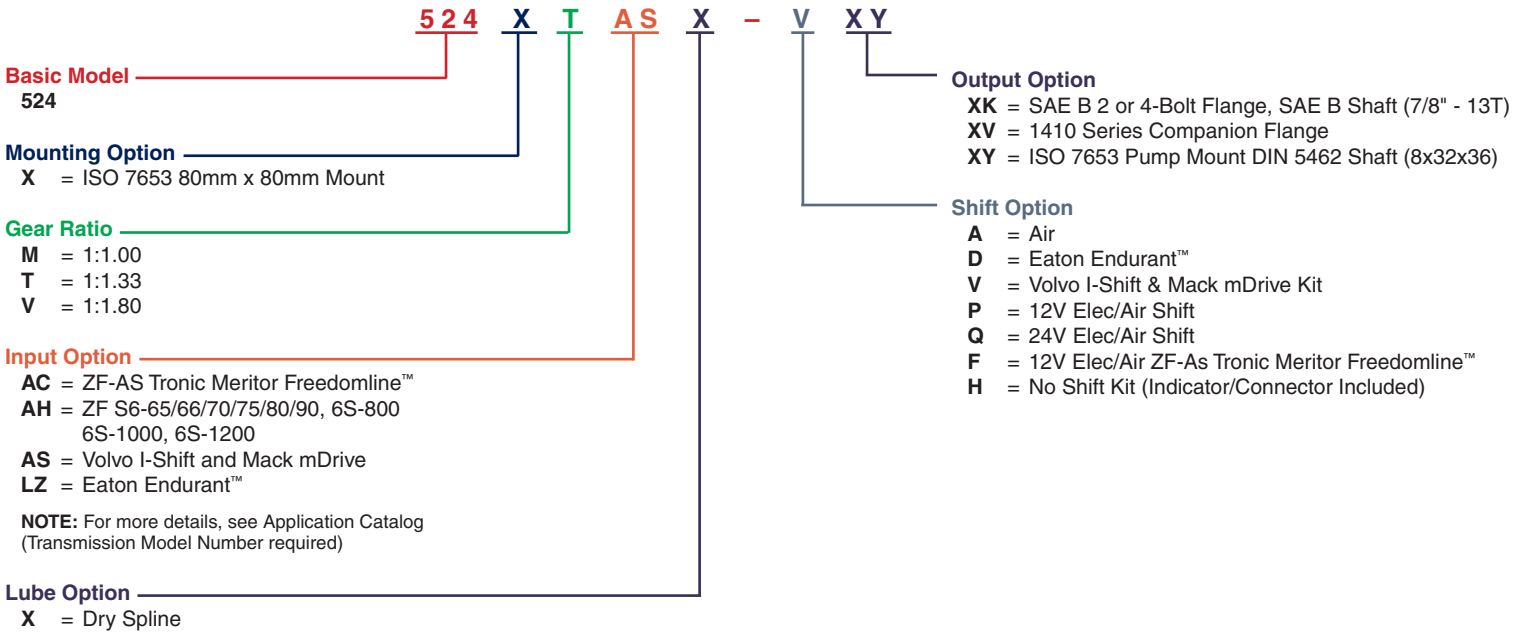 524 X T AS X – V XY
Basic Model
524
Mounting Option
X = ISO 7653 80mm x 80mm Mount
Gear Ratio
M = 1:1.00
T = 1:1.33
V = 1:1.80
Input Option
AC = ZF-AS Tronic Meritor Freedomline™
AH = ZF S6-65/66/70/75/80/90, 6S-800
6S-1000, 6S-1200
AS = Volvo I-Shift and Mack mDrive
LZ = Eaton Endurant™
NOTE: For more details, see Application Catalog
(Transmission Model Number required)
Lube Option
X = Dry Spline
Output Option
XK = SAE B 2 or 4-Bolt Flange, SAE B Shaft (7/8" - 13T)
XV = 1410 Series Companion Flange
XY = ISO 7653 Pump Mount DIN 5462 Shaft (8x32x36)
Shift Option
A = Air
D = Eaton Endurant™
V = Volvo I-Shift & Mack mDrive Kit
P = 12V Elec/Air Shift
Q = 24V Elec/Air Shift
F = 12V Elec/Air ZF-As Tronic Meritor Freedomline™
H = No Shift Kit (Indicator/Connector Included)